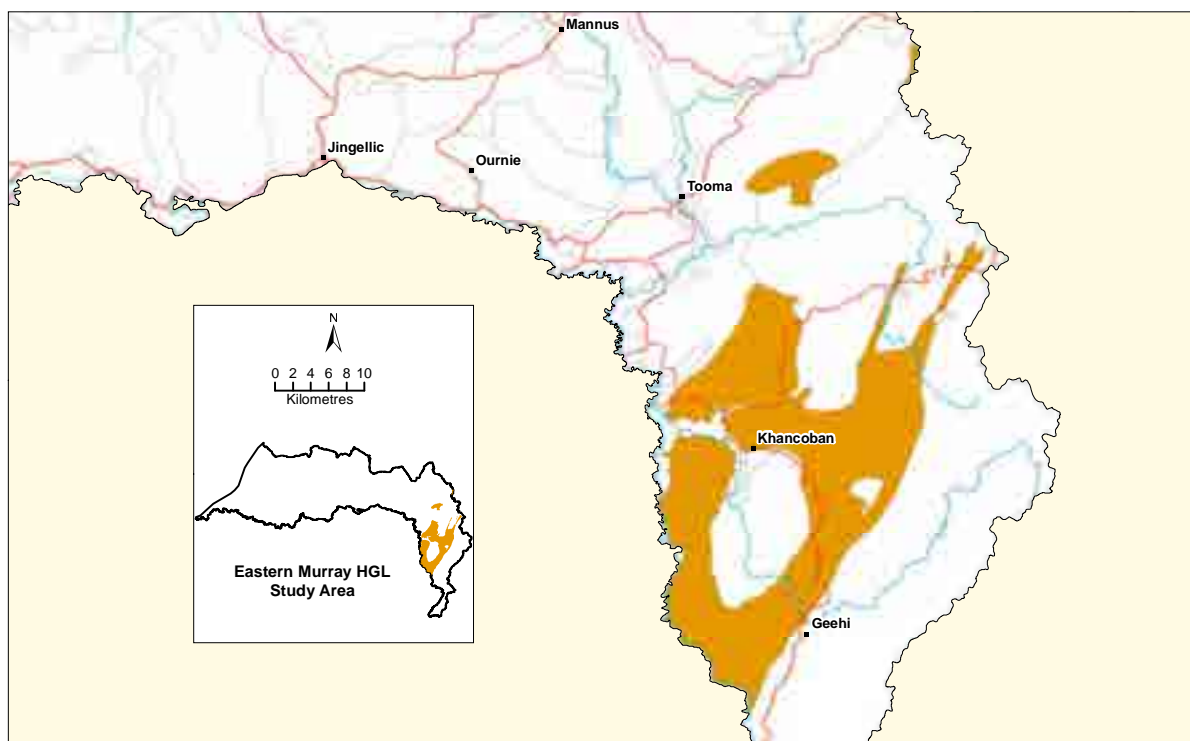 Mannus
Jingellic
Ournie
Tooma
N
0 2 4 6 8 10
Kilometres
Khancoban
Eastern Murray HGL
Study Area
Geehi